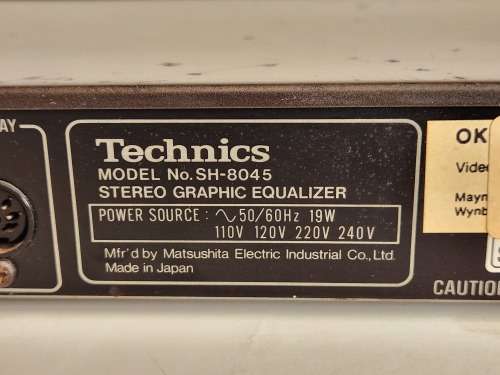 AY
Technics
MODEL No. SH-8045
STEREO GRAPHIC EQUALIZER
POWER SOURCE : ∿ 50/60Hz 19W
110V 120V 220V 240V
Mfr'd by Matsushita Electric Industrial Co., Ltd.
Made in Japan
OK
Video
Mayn
Wynb
CAUTION